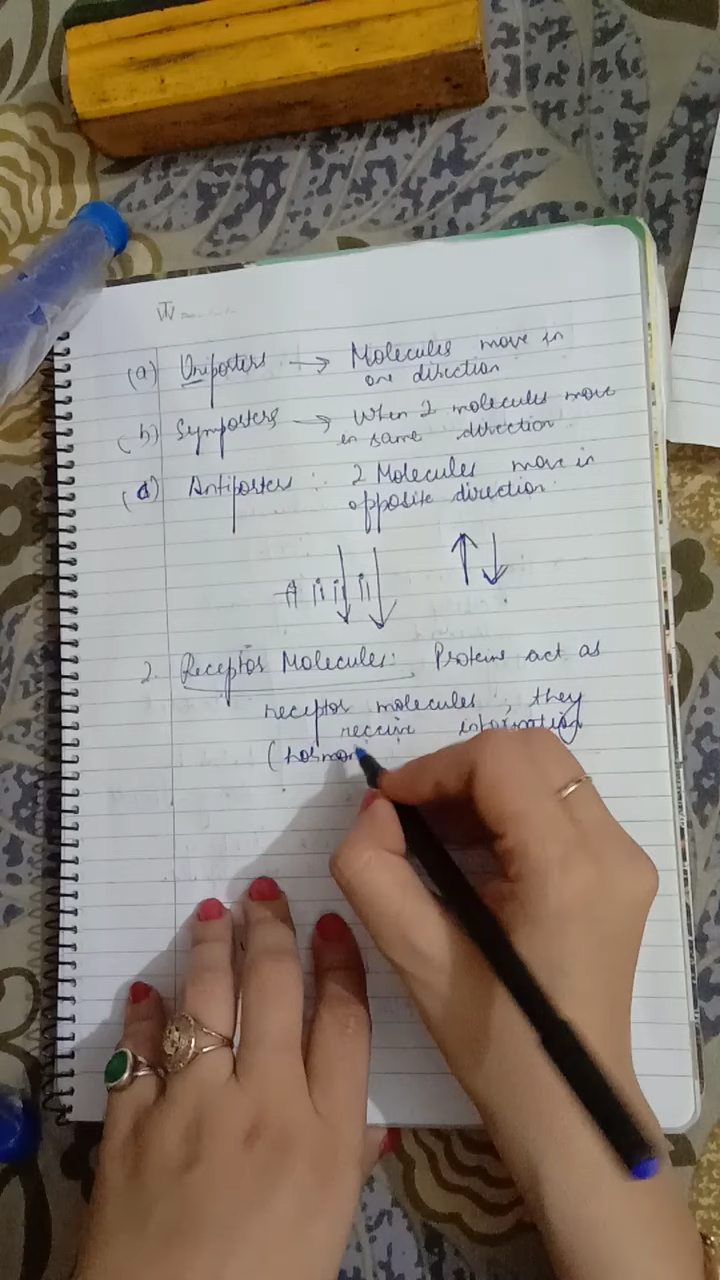 (a) Uniporters → Molecules move in
one direction
(b) Symporters → When 2 molecules move
in same direction
(d) Antiporters : 2 Molecules move in
opposite direction
2. Receptor Molecules: Proteins act as
receptor molecules, they
receive information
(hormon